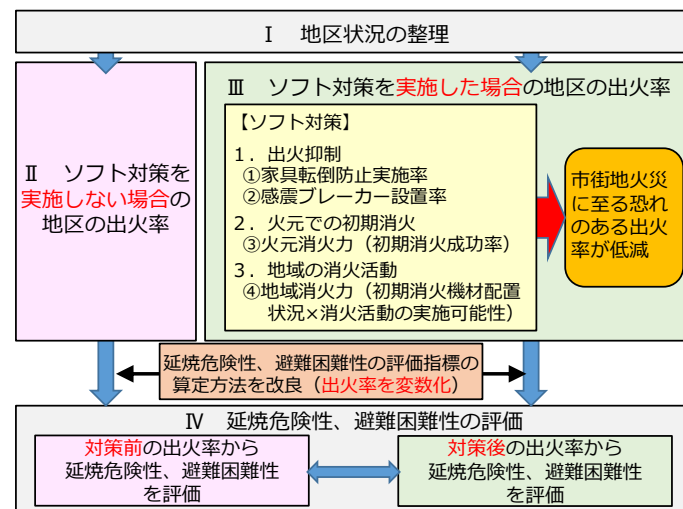 Ⅰ 地区状況の整理
Ⅱ ソフト対策を
実施しない場合の
地区の出火率
Ⅲ ソフト対策を実施した場合の地区の出火率
【ソフト対策】
1．出火抑制
①家具転倒防止実施率
②感震ブレーカー設置率
2．火元での初期消火
③火元消火力（初期消火成功率）
3．地域の消火活動
④地域消火力（初期消火機材配置
状況×消火活動の実施可能性）
市街地火災
に至る恐れ
のある出火
率が低減
延焼危険性、避難困難性の評価指標の
算定方法を改良（出火率を変数化）
Ⅳ 延焼危険性、避難困難性の評価
対策前の出火率から
延焼危険性、避難困難性
を評価
対策後の出火率から
延焼危険性、避難困難性
を評価